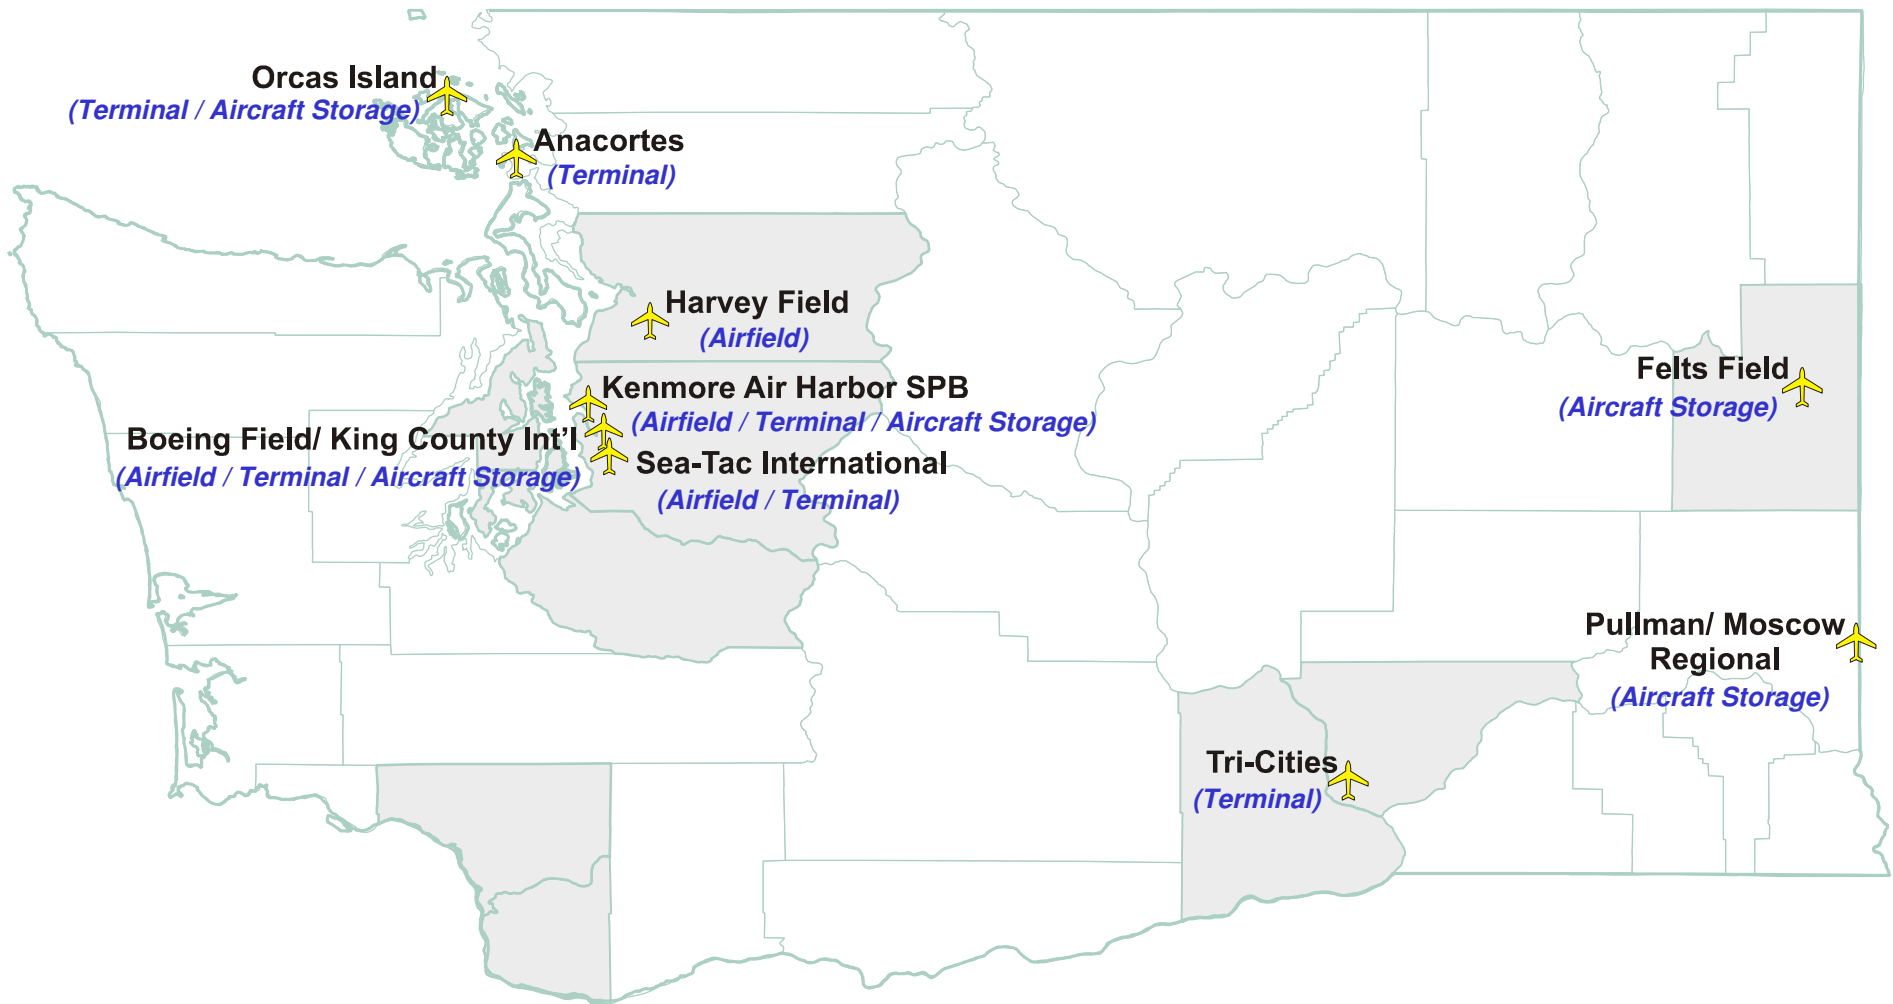 Orcas Island
(Terminal / Aircraft Storage)
Anacortes
(Terminal)
Harvey Field
(Airfield)
Kenmore Air Harbor SPB
(Airfield / Terminal / Aircraft Storage)
Boeing Field/ King County Int'l
(Airfield / Terminal / Aircraft Storage)
Sea-Tac International
(Airfield / Terminal)
Felts Field
(Aircraft Storage)
Pullman/ Moscow
Regional
(Aircraft Storage)
Tri-Cities
(Terminal)